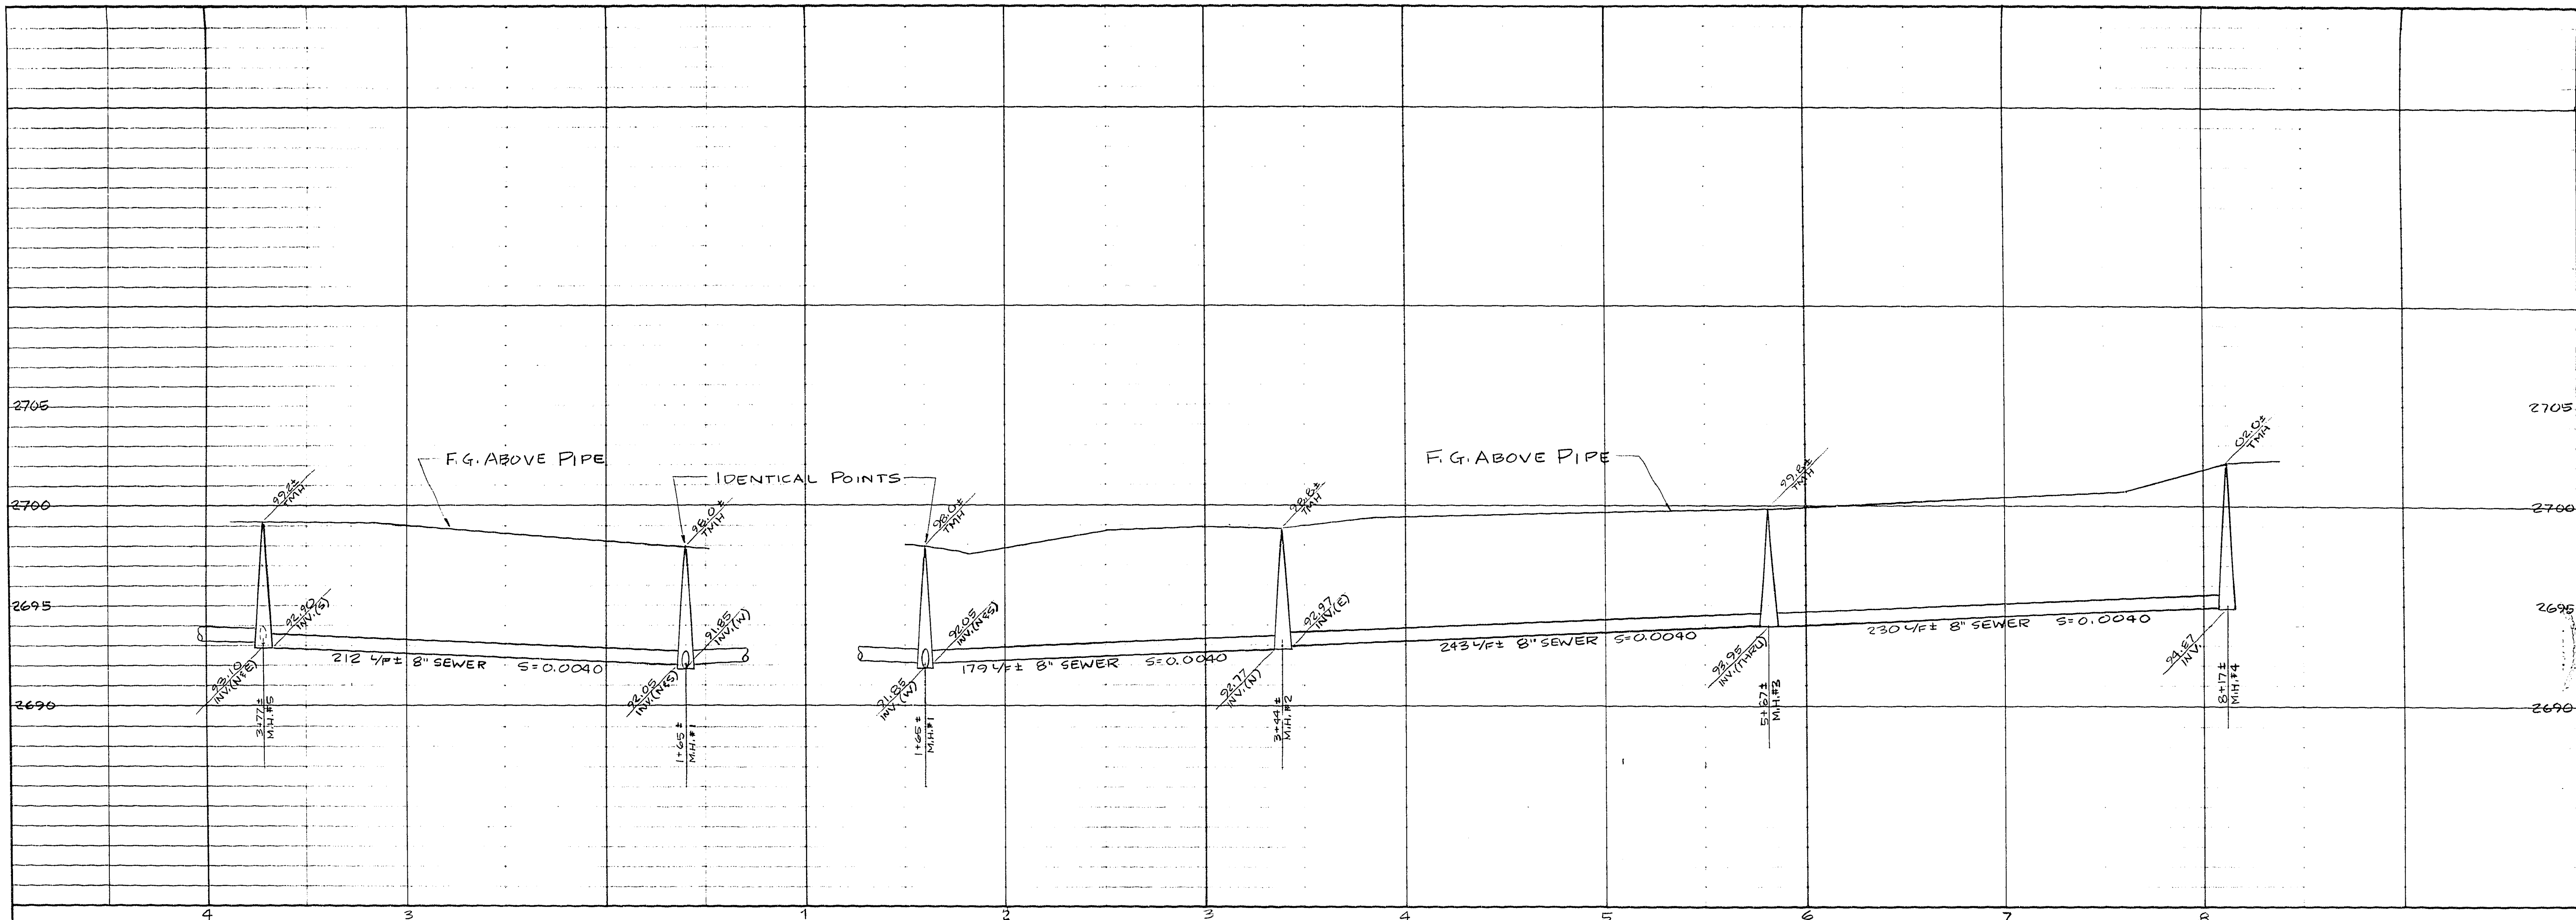 2705
2705
F.G. ABOVE PIPE
IDENTICAL POINTS
F.G. ABOVE PIPE
99.2±
TMH
98.0±
TMH
98.0±
TMH
98.8±
TMH
99.8±
TMH
02.0±
TMH
2700
2700
2695
2695
92.90
INV.(S)
91.85
INV.(W)
92.05
INV.(N&S)
92.97
INV.(E)
212 L/F± 8" SEWER S=0.0040
179 L/F± 8" SEWER S=0.0040
243 L/F± 8" SEWER S=0.0040
230 L/F± 8" SEWER S=0.0040
93.10
INV.(N&E)
92.05
INV.(N&S)
91.85
INV.(W)
92.77
INV.(N)
93.95
INV.(THRU)
94.87
INV.
2690
2690
3+77±
M.H.#5
1+65±
M.H.#1
1+65±
M.H.#1
3+44±
M.H.#2
5+67±
M.H.#3
8+17±
M.H.#4
4 3 1 2 3 4 5 6 7 8